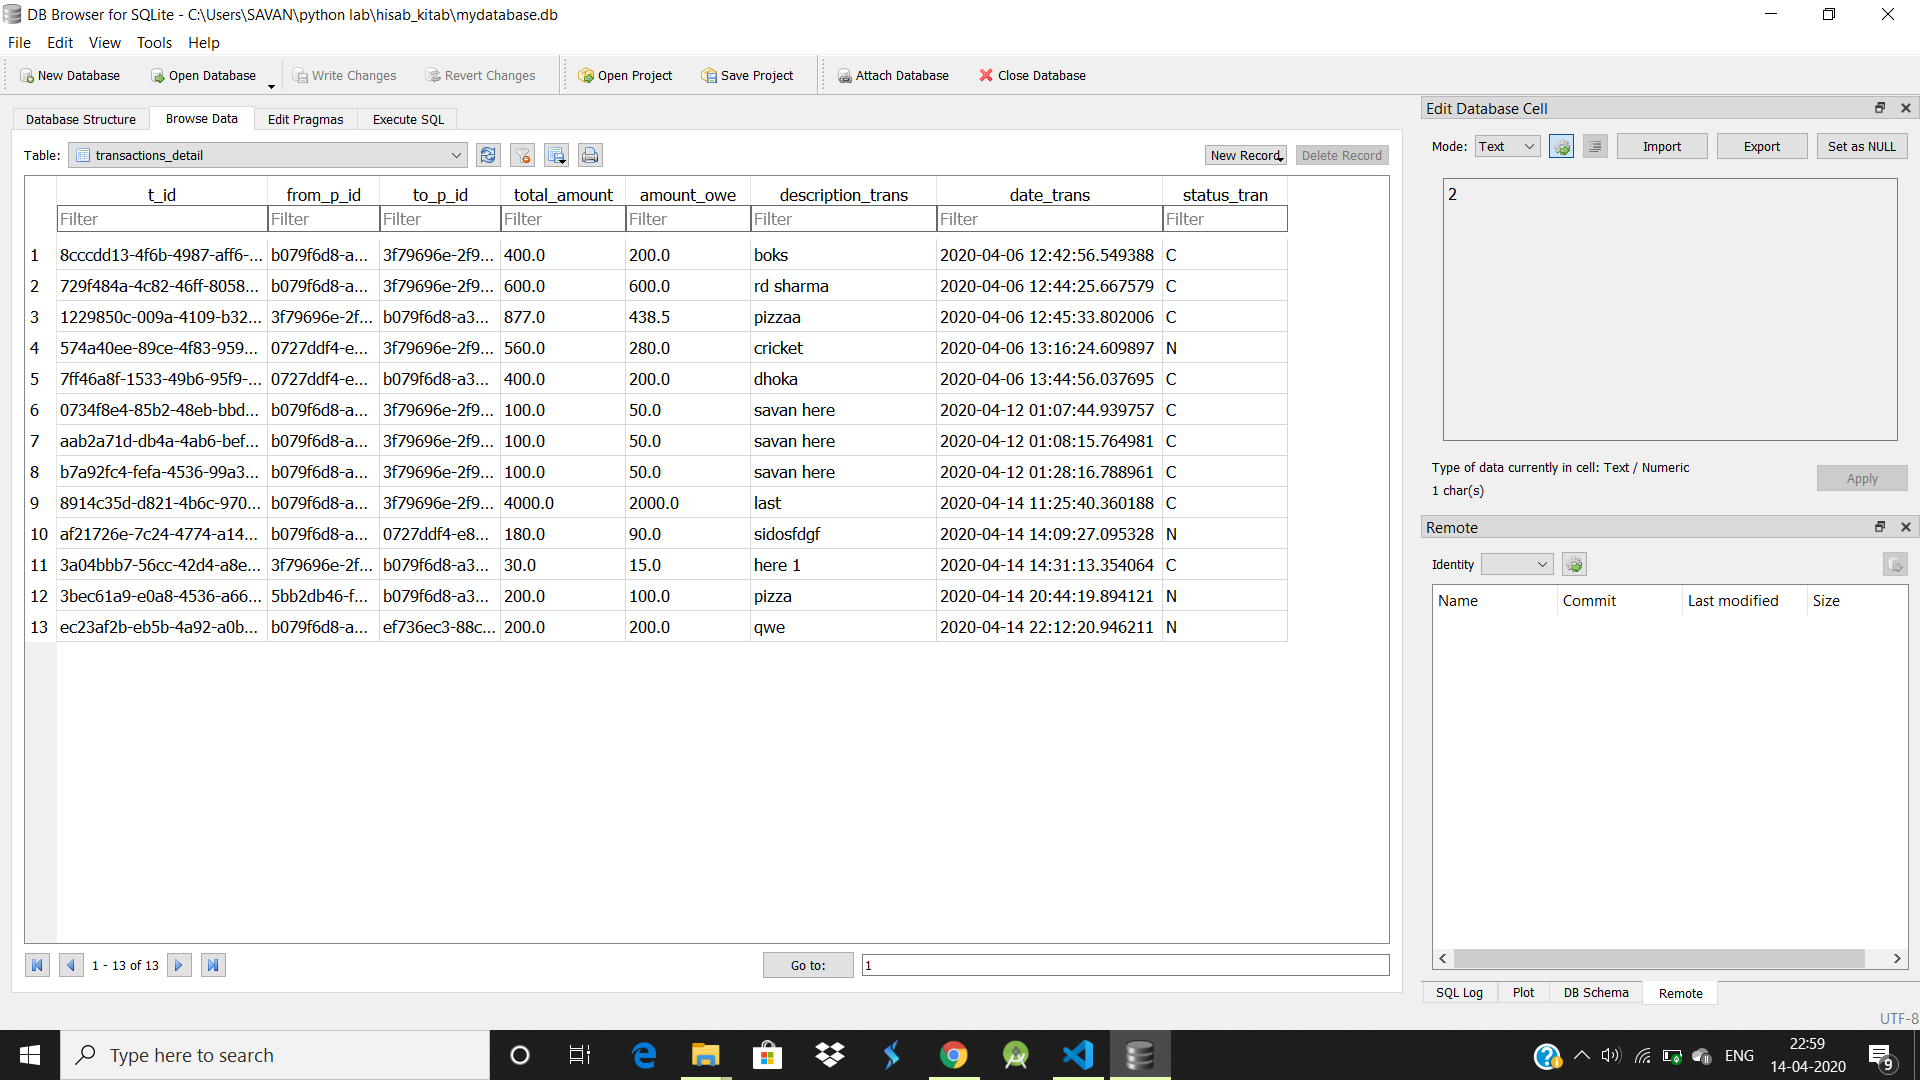 DB Browser for SQLite - C:\Users\SAVAN\python lab\hisab_kitab\mydatabase.db
File Edit View Tools Help
New Database Open Database Write Changes Revert Changes Open Project Save Project Attach Database Close Database
Database Structure Browse Data Edit Pragmas Execute SQL
Table: transactions_detail New Record Delete Record
t_id from_p_id to_p_id total_amount amount_owe description_trans date_trans status_tran
Filter Filter Filter Filter Filter Filter Filter Filter
1 8cccdd13-4f6b-4987-aff6-... b079f6d8-a... 3f79696e-2f9... 400.0 200.0 boks 2020-04-06 12:42:56.549388 C
2 729f484a-4c82-46ff-8058... b079f6d8-a... 3f79696e-2f9... 600.0 600.0 rd sharma 2020-04-06 12:44:25.667579 C
3 1229850c-009a-4109-b32... 3f79696e-2f... b079f6d8-a3... 877.0 438.5 pizzaa 2020-04-06 12:45:33.802006 C
4 574a40ee-89ce-4f83-959... 0727ddf4-e... 3f79696e-2f9... 560.0 280.0 cricket 2020-04-06 13:16:24.609897 N
5 7ff46a8f-1533-49b6-95f9-... 0727ddf4-e... b079f6d8-a3... 400.0 200.0 dhoka 2020-04-06 13:44:56.037695 C
6 0734f8e4-85b2-48eb-bbd... b079f6d8-a... 3f79696e-2f9... 100.0 50.0 savan here 2020-04-12 01:07:44.939757 C
7 aab2a71d-db4a-4ab6-bef... b079f6d8-a... 3f79696e-2f9... 100.0 50.0 savan here 2020-04-12 01:08:15.764981 C
8 b7a92fc4-fefa-4536-99a3... b079f6d8-a... 3f79696e-2f9... 100.0 50.0 savan here 2020-04-12 01:28:16.788961 C
9 8914c35d-d821-4b6c-970... b079f6d8-a... 3f79696e-2f9... 4000.0 2000.0 last 2020-04-14 11:25:40.360188 C
10 af21726e-7c24-4774-a14... b079f6d8-a... 0727ddf4-e8... 180.0 90.0 sidosfdgf 2020-04-14 14:09:27.095328 N
11 3a04bbb7-56cc-42d4-a8e... 3f79696e-2f... b079f6d8-a3... 30.0 15.0 here 1 2020-04-14 14:31:13.354064 C
12 3bec61a9-e0a8-4536-a66... 5bb2db46-f... b079f6d8-a3... 200.0 100.0 pizza 2020-04-14 20:44:19.894121 N
13 ec23af2b-eb5b-4a92-a0b... b079f6d8-a... ef736ec3-88c... 200.0 200.0 qwe 2020-04-14 22:12:20.946211 N
1 - 13 of 13 Go to: 1
Edit Database Cell
Mode: Text Import Export Set as NULL
2
Type of data currently in cell: Text / Numeric
1 char(s)
Apply
Remote
Identity
Name Commit Last modified Size
SQL Log Plot DB Schema Remote
UTF-8
Type here to search
ENG
22:59
14-04-2020
9